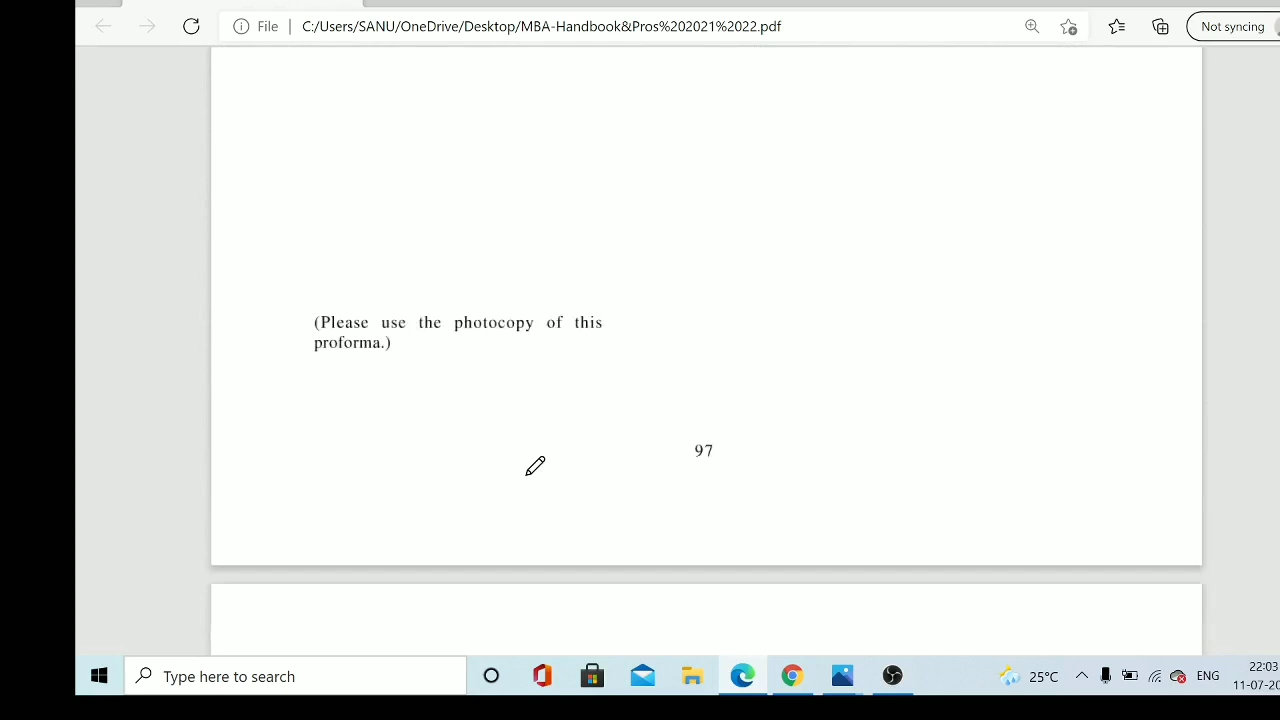 File
C:/Users/SANU/OneDrive/Desktop/MBA-Handbook&Pros%202021%2022.pdf
Not syncing
(Please use the photocopy of this
proforma.)
97
Type here to search
25°C
ENG
22:03
11-07-20